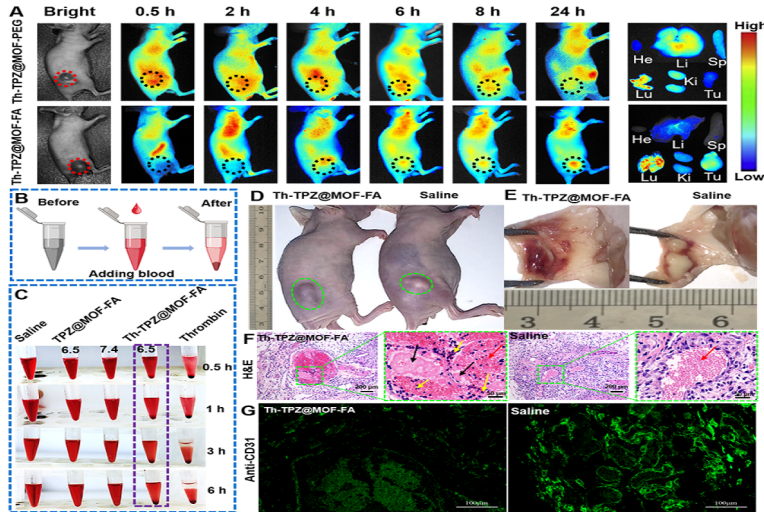 A
Bright 0.5 h 2 h 4 h 6 h 8 h 24 h
Th-TPZ@MOF-PEG
Th-TPZ@MOF-FA
He Li Sp
Lu Ki Tu
He Li Sp
Lu Ki Tu
High
Low
B
Before After
Adding blood
C
Saline TPZ@MOF-FA Th-TPZ@MOF-FA Thrombin
6.5 7.4 6.5
0.5 h
1 h
3 h
6 h
D
Th-TPZ@MOF-FA Saline
E
Th-TPZ@MOF-FA Saline
3 4 5 6
F
H&E
Th-TPZ@MOF-FA
Saline
G
Anti-CD31
Th-TPZ@MOF-FA
100μm
Saline
100μm